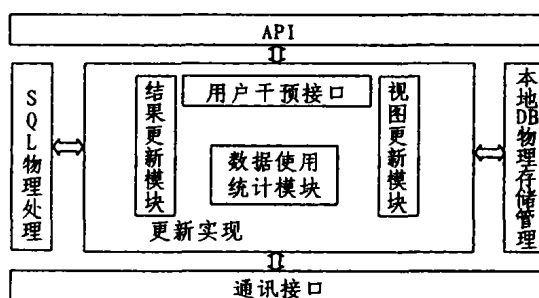 API
SQL物理处理
结果更新模块
用户干预接口
数据使用
统计模块
视图更新模块
更新实现
本地DB物理存储管理
通讯接口